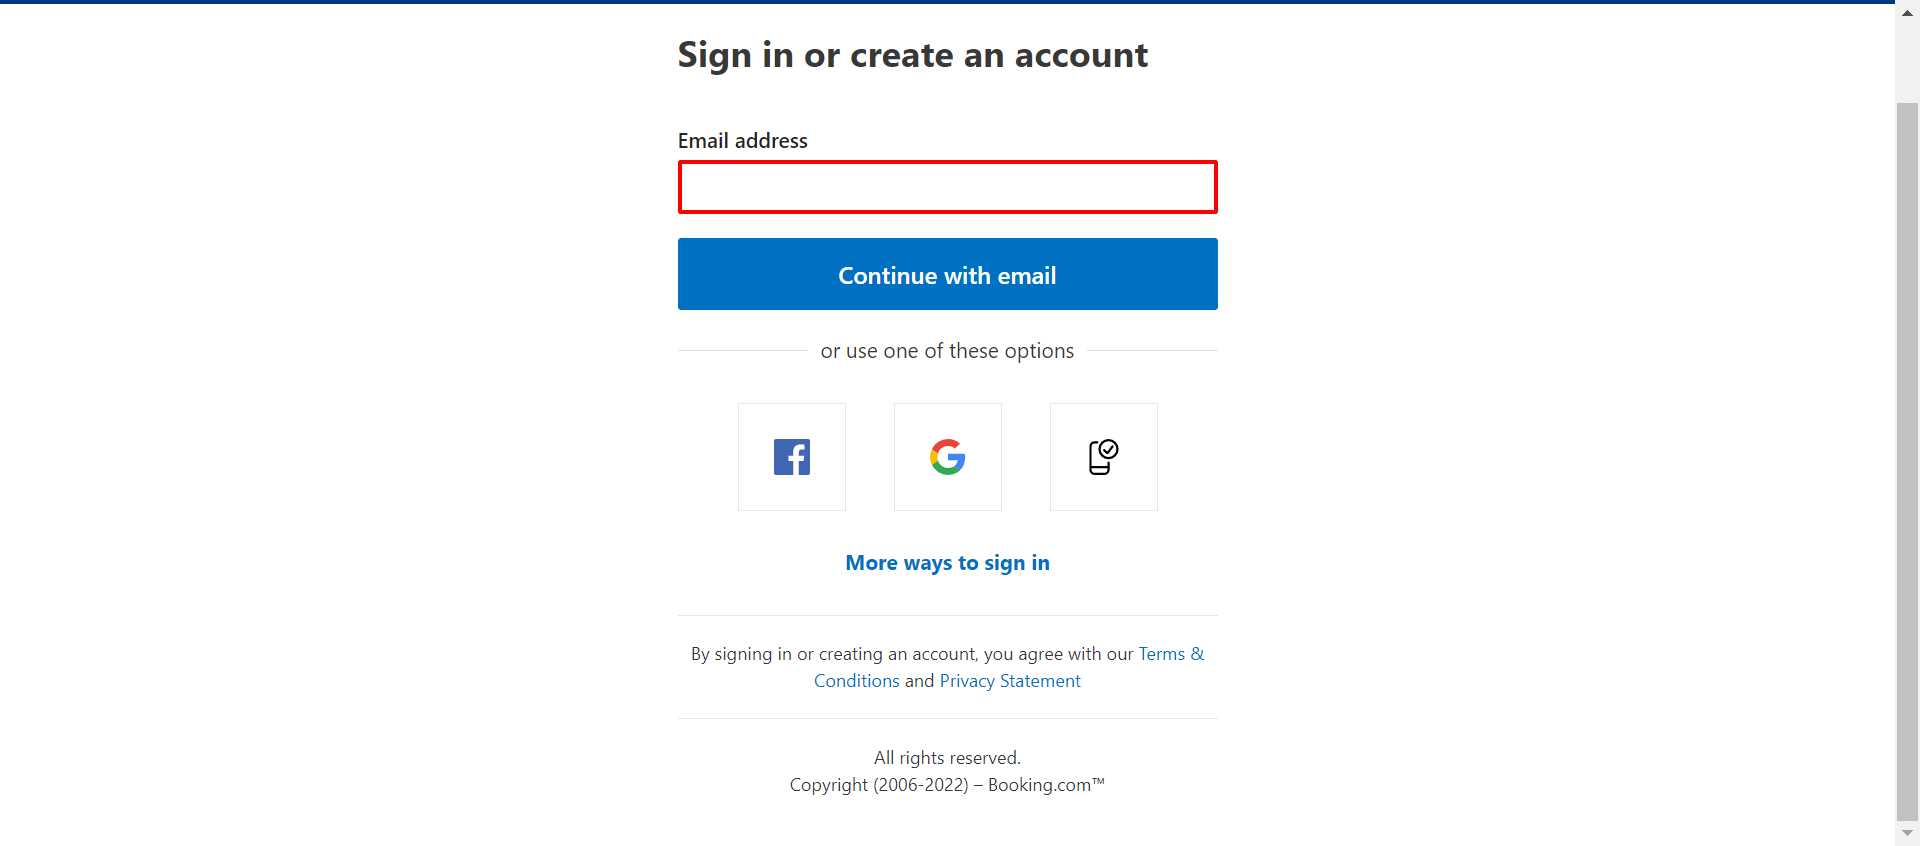 Sign in or create an account
Email address
Continue with email
or use one of these options
More ways to sign in
By signing in or creating an account, you agree with our Terms &
Conditions and Privacy Statement
All rights reserved.
Copyright (2006-2022) – Booking.com™